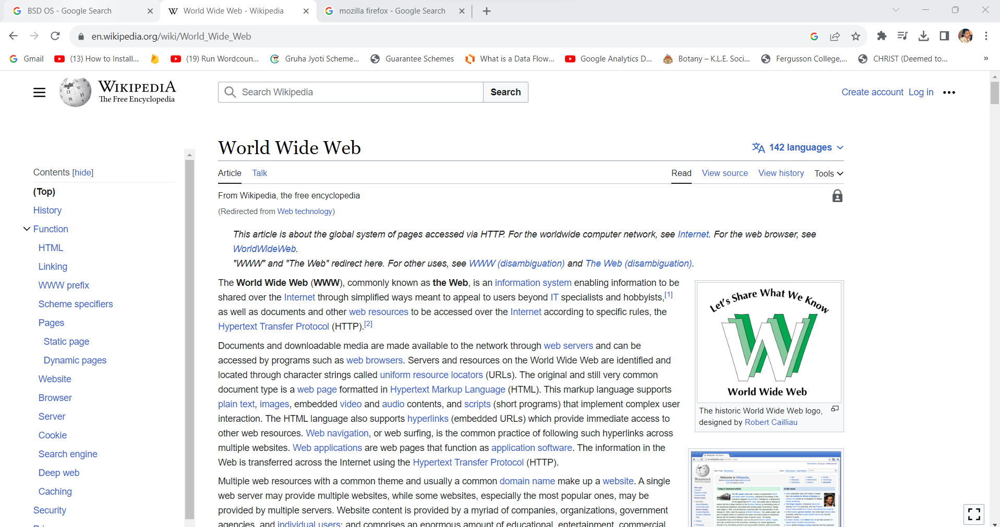 BSD OS - Google Search
World Wide Web - Wikipedia
mozilla firefox - Google Search
en.wikipedia.org/wiki/World_Wide_Web
Gmail
(13) How to Install...
(19) Run Wordcoun...
Gruha Jyoti Scheme...
Guarantee Schemes
What is a Data Flow...
Google Analytics D...
Botany – K.L.E. Soci...
Fergusson College,...
CHRIST (Deemed to...
»
WIKIPEDIA
The Free Encyclopedia
Search Wikipedia
Search
Create account
Log in
World Wide Web
142 languages
Contents [hide]
(Top)
History
Function
HTML
Linking
WWW prefix
Scheme specifiers
Pages
Static page
Dynamic pages
Website
Browser
Server
Cookie
Search engine
Deep web
Caching
Security
Article
Talk
Read
View source
View history
Tools
From Wikipedia, the free encyclopedia
(Redirected from Web technology)
This article is about the global system of pages accessed via HTTP. For the worldwide computer network, see Internet. For the web browser, see
WorldWideWeb.
"WWW" and "The Web" redirect here. For other uses, see WWW (disambiguation) and The Web (disambiguation).
The World Wide Web (WWW), commonly known as the Web, is an information system enabling information to be
shared over the Internet through simplified ways meant to appeal to users beyond IT specialists and hobbyists,[1]
as well as documents and other web resources to be accessed over the Internet according to specific rules, the
Hypertext Transfer Protocol (HTTP).[2]
Documents and downloadable media are made available to the network through web servers and can be
accessed by programs such as web browsers. Servers and resources on the World Wide Web are identified and
located through character strings called uniform resource locators (URLs). The original and still very common
document type is a web page formatted in Hypertext Markup Language (HTML). This markup language supports
plain text, images, embedded video and audio contents, and scripts (short programs) that implement complex user
interaction. The HTML language also supports hyperlinks (embedded URLs) which provide immediate access to
other web resources. Web navigation, or web surfing, is the common practice of following such hyperlinks across
multiple websites. Web applications are web pages that function as application software. The information in the
Web is transferred across the Internet using the Hypertext Transfer Protocol (HTTP).
Multiple web resources with a common theme and usually a common domain name make up a website. A single
web server may provide multiple websites, while some websites, especially the most popular ones, may be
provided by multiple servers. Website content is provided by a myriad of companies, organizations, government
agencies, and individual users; and comprises an enormous amount of educational, entertainment, commercial,
Let's Share What We Know
World Wide Web
The historic World Wide Web logo,
designed by Robert Cailliau
WIKIPEDIA
Welcome to Wikipedia,
Today's featured article
In the news